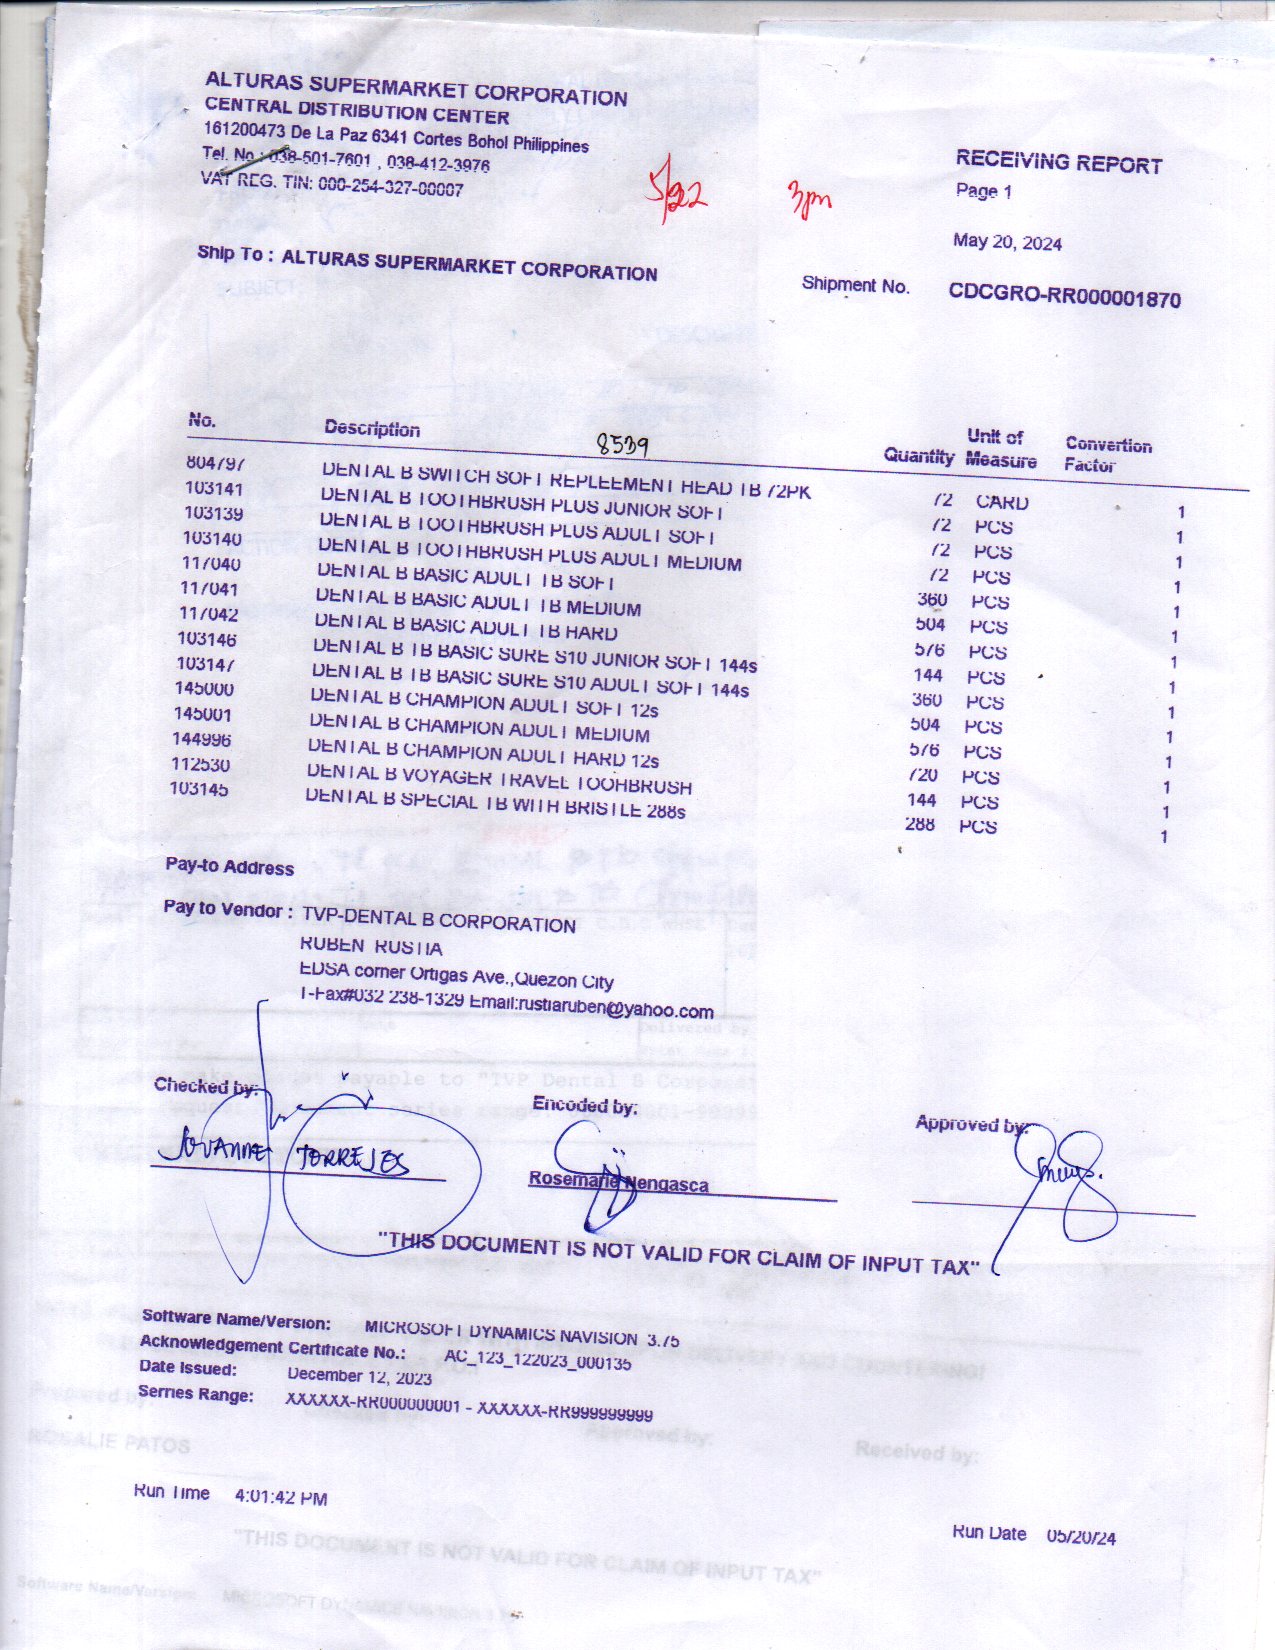 ALTURAS SUPERMARKET CORPORATION
CENTRAL DISTRIBUTION CENTER
161200473 De La Paz 6341 Cortes Bohol Philippines
Tel. No.: 038-501-7601 , 038-412-3976
VAT REG. TIN: 000-254-327-00007
5/22 3pm
RECEIVING REPORT
Page 1
May 20, 2024
Ship To : ALTURAS SUPERMARKET CORPORATION
Shipment No. CDCGRO-RR000001870
8539
No. Description Quantity Unit of Measure Convertion Factor
804797 DENTAL B SWITCH SOFT REPLEEMENT HEAD TB 72PK 72 CARD 1
103141 DENTAL B TOOTHBRUSH PLUS JUNIOR SOFT 72 PCS 1
103139 DENTAL B TOOTHBRUSH PLUS ADULT SOFT 72 PCS 1
103140 DENTAL B TOOTHBRUSH PLUS ADULT MEDIUM 72 PCS 1
117040 DENTAL B BASIC ADULT TB SOFT 360 PCS 1
117041 DENTAL B BASIC ADULT TB MEDIUM 504 PCS 1
117042 DENTAL B BASIC ADULT TB HARD 576 PCS 1
103146 DENTAL B TB BASIC SURE S10 JUNIOR SOFT 144s 144 PCS 1
103147 DENTAL B TB BASIC SURE S10 ADULT SOFT 144s 360 PCS 1
145000 DENTAL B CHAMPION ADULT SOFT 12s 504 PCS 1
145001 DENTAL B CHAMPION ADULT MEDIUM 576 PCS 1
144996 DENTAL B CHAMPION ADULT HARD 12s 720 PCS 1
112530 DENTAL B VOYAGER TRAVEL TOOHBRUSH 144 PCS 1
103145 DENTAL B SPECIAL TB WITH BRISTLE 288s 288 PCS 1
Pay-to Address
Pay to Vendor : TVP-DENTAL B CORPORATION
RUBEN RUSTIA
EDSA corner Ortigas Ave.,Quezon City
T-Fax#032 238-1329 Email:rustiaruben@yahoo.com
Checked by: Encoded by: Approved by:
JOVANNE TORREJES Rosemarie Nengasca
"THIS DOCUMENT IS NOT VALID FOR CLAIM OF INPUT TAX"
Software Name/Version: MICROSOFT DYNAMICS NAVISION 3.75
Acknowledgement Certificate No.: AC_123_122023_000135
Date Issued: December 12, 2023
Serries Range: XXXXXX-RR000000001 - XXXXXX-RR999999999
Run Time 4:01:42 PM
Run Date 05/20/24